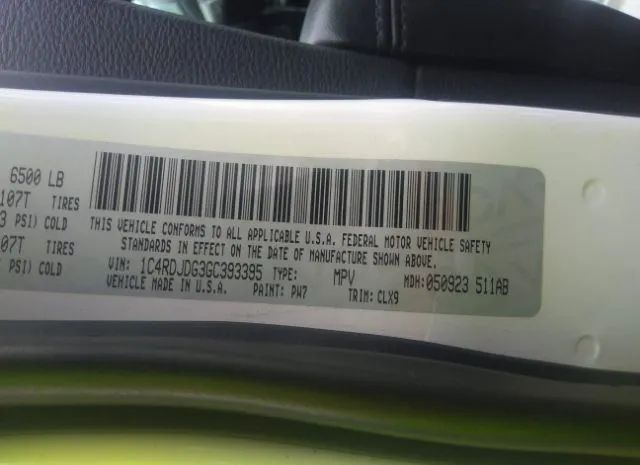 6500 LB
107T TIRES
3 PSI) COLD
07T TIRES
PSI) COLD
THIS VEHICLE CONFORMS TO ALL APPLICABLE U.S.A. FEDERAL MOTOR VEHICLE SAFETY
STANDARDS IN EFFECT ON THE DATE OF MANUFACTURE SHOWN ABOVE.
VIN: 1C4RDJDG3GC393395 TYPE: MPV MDH: 050923 511AB
VEHICLE MADE IN U.S.A. PAINT: PW7 TRIM: CLX9